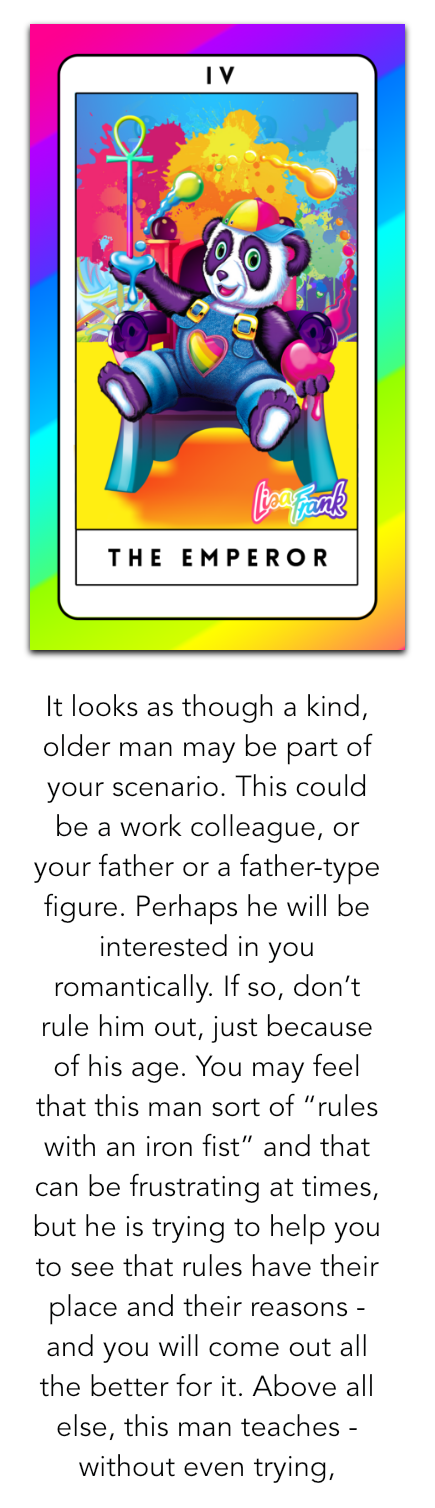 IV
Lisa Frank
THE EMPEROR
It looks as though a kind,
older man may be part of
your scenario. This could
be a work colleague, or
your father or a father-type
figure. Perhaps he will be
interested in you
romantically. If so, don’t
rule him out, just because
of his age. You may feel
that this man sort of “rules
with an iron fist” and that
can be frustrating at times,
but he is trying to help you
to see that rules have their
place and their reasons -
and you will come out all
the better for it. Above all
else, this man teaches -
without even trying,